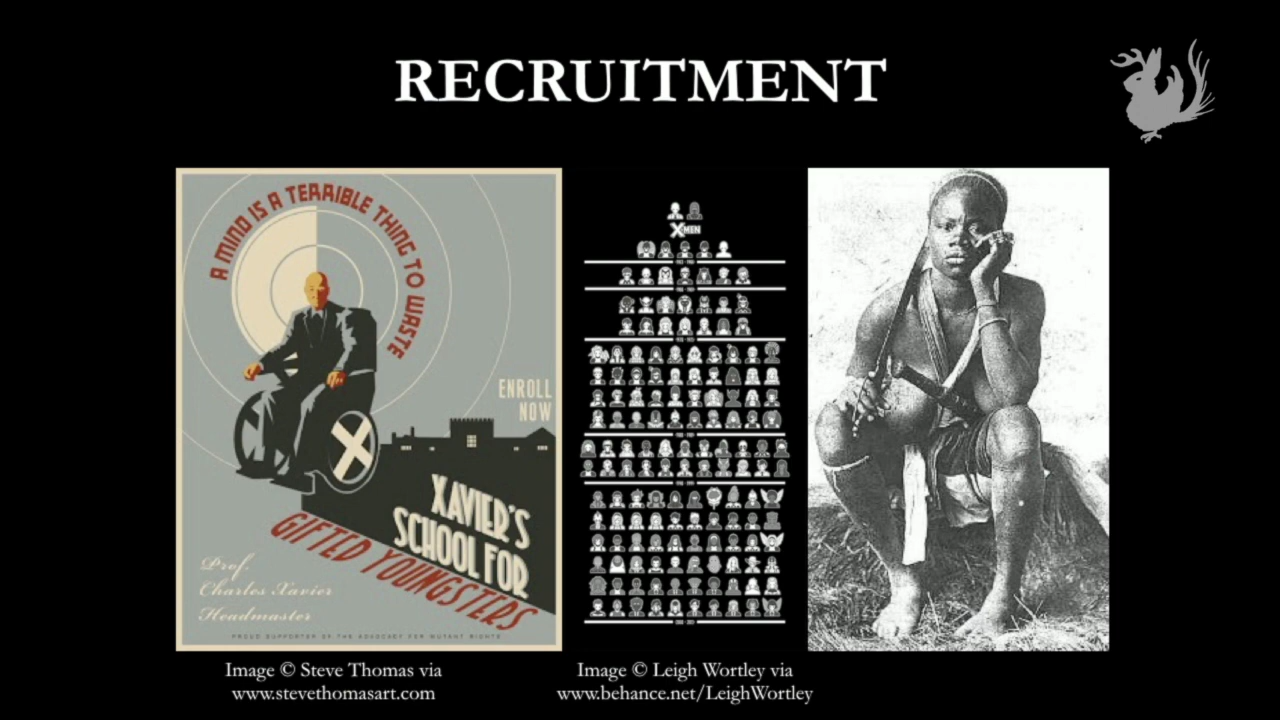 RECRUITMENT
A MIND IS A TERRIBLE THING TO WASTE
ENROLL
NOW
XAVIER'S
SCHOOL FOR
GIFTED YOUNGSTERS
Prof.
Charles Xavier
Headmaster
PROUD SUPPORTER OF THE ADVOCACY FOR MUTANT RIGHTS
X-MEN
Image © Steve Thomas via
www.stevethomasart.com
Image © Leigh Wortley via
www.behance.net/LeighWortley